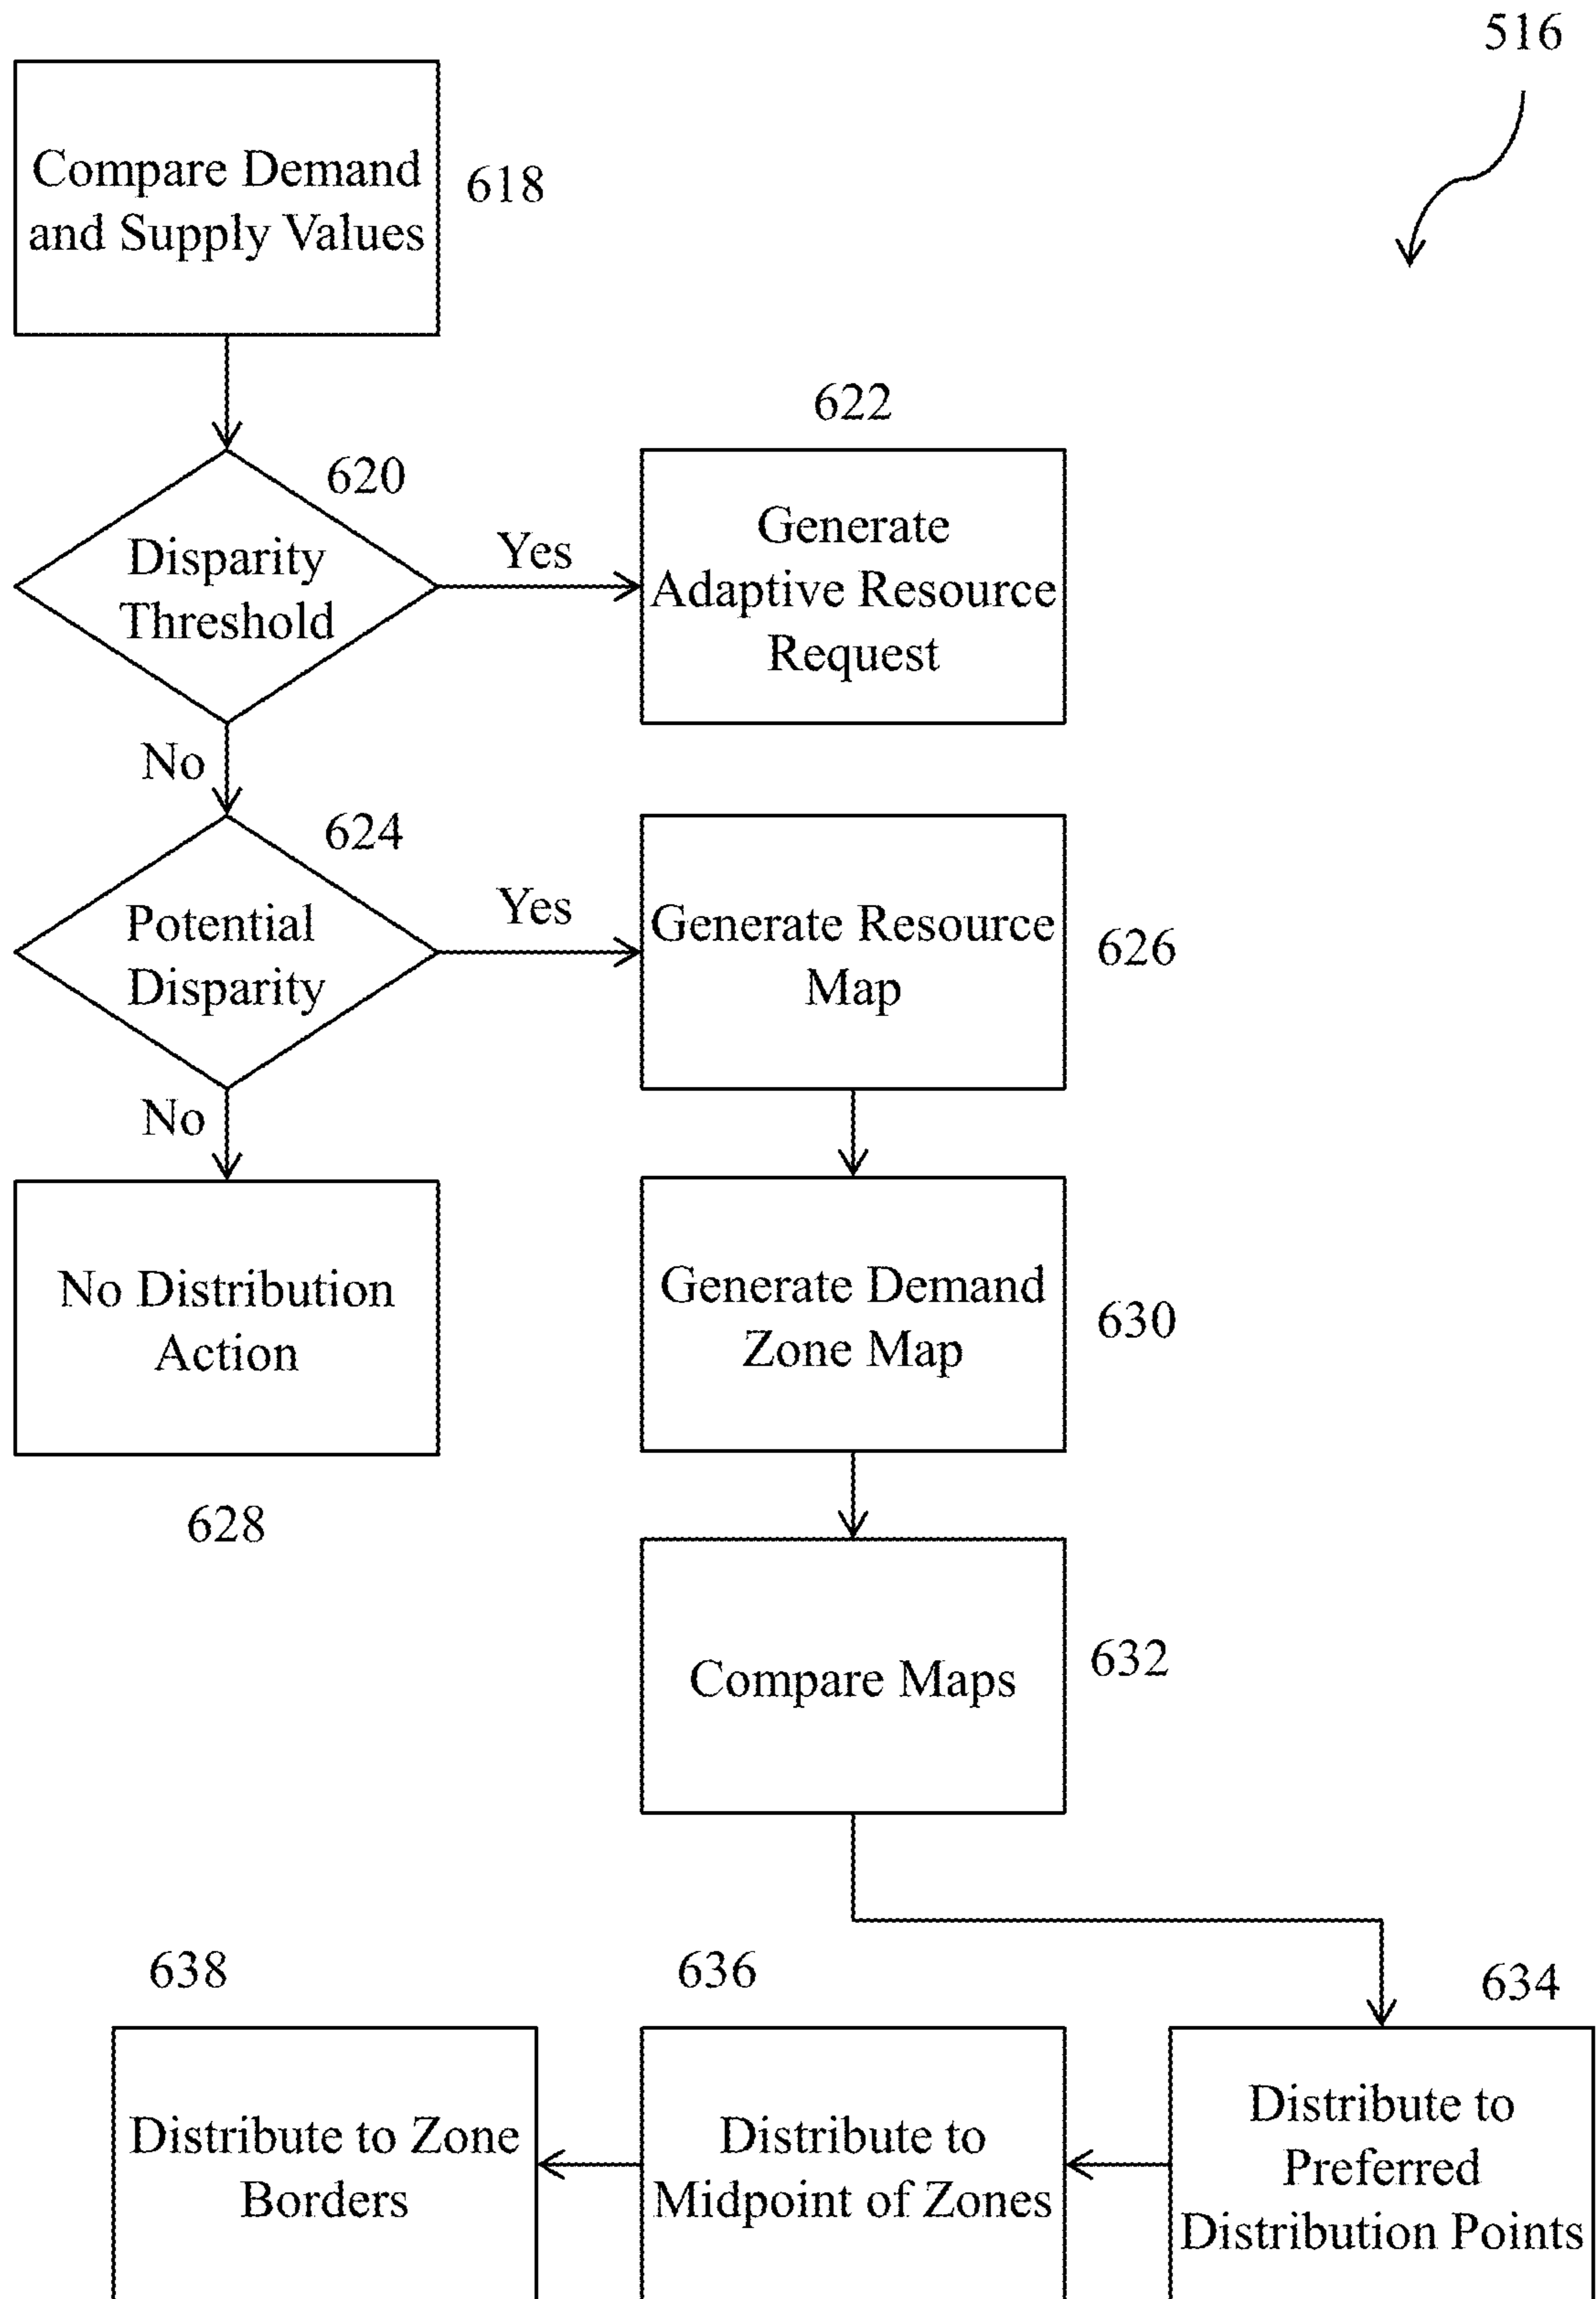 516
Compare Demand
and Supply Values
618
622
620
Disparity
Threshold
Yes
Generate
Adaptive Resource
Request
No
624
Potential
Disparity
Yes
Generate Resource
Map
626
No
No Distribution
Action
628
Generate Demand
Zone Map
630
Compare Maps
632
638
636
634
Distribute to Zone
Borders
Distribute to
Midpoint of Zones
Distribute to
Preferred
Distribution Points